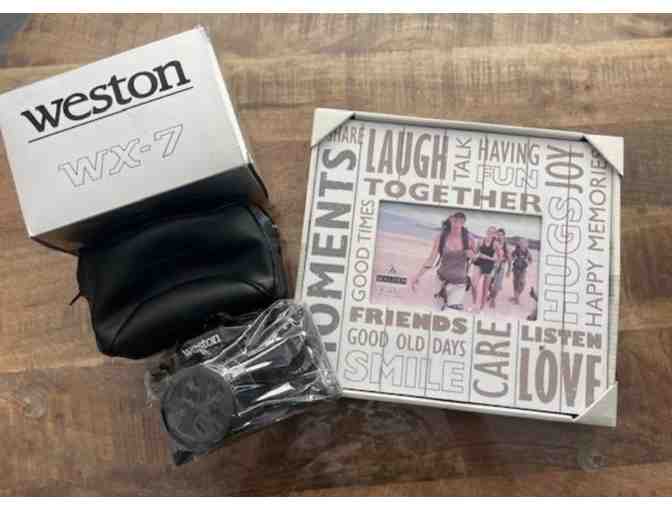 weston
WX-7
weston
SHARE
MOMENTS
LAUGH
TALK
HAVING
FUN
TOGETHER
JOY
HUGS
HAPPY MEMORIES
GOOD TIMES
FRIENDS
GOOD OLD DAYS
SMILE
CARE
LISTEN
LOVE
MALDEN